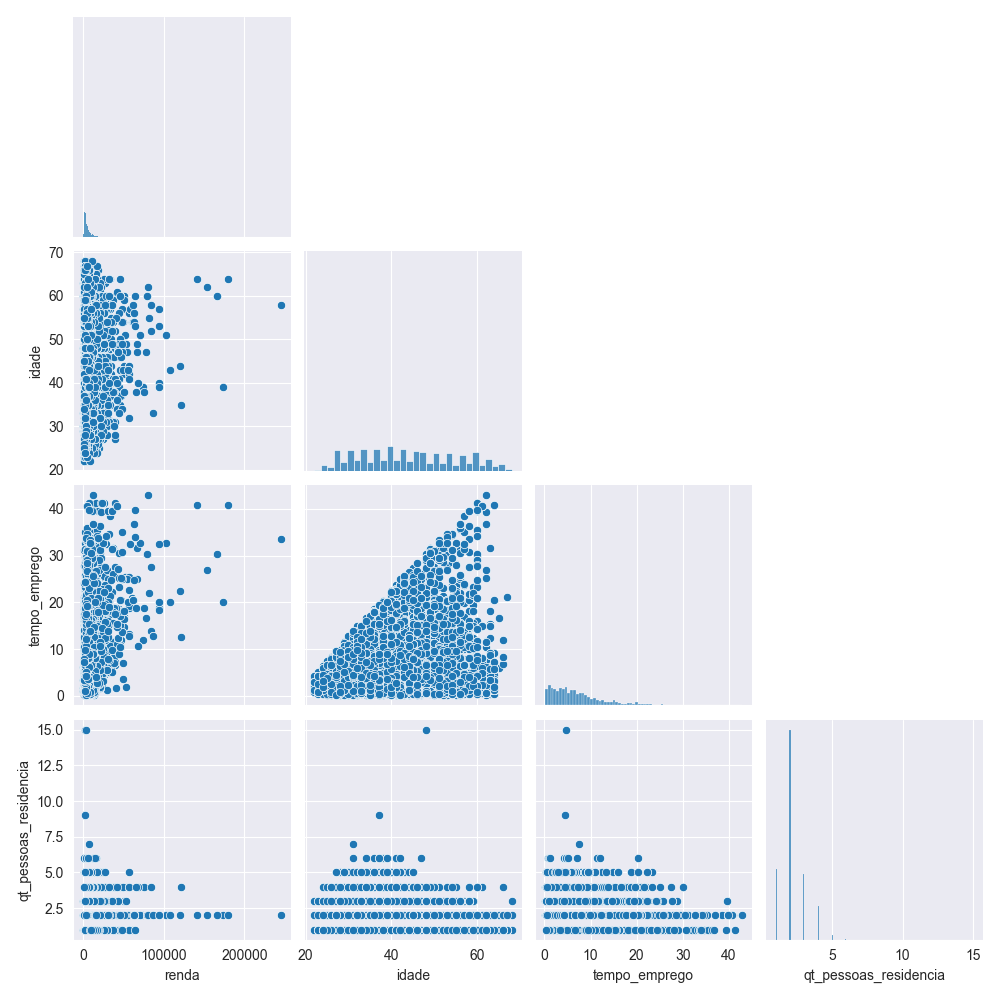 70
60
50
40
30
20
idade
40
30
20
10
0
tempo_emprego
15.0
12.5
10.0
7.5
5.0
2.5
qt_pessoas_residencia
0 100000 200000
renda
20 40 60
idade
0 10 20 30 40
tempo_emprego
5 10 15
qt_pessoas_residencia